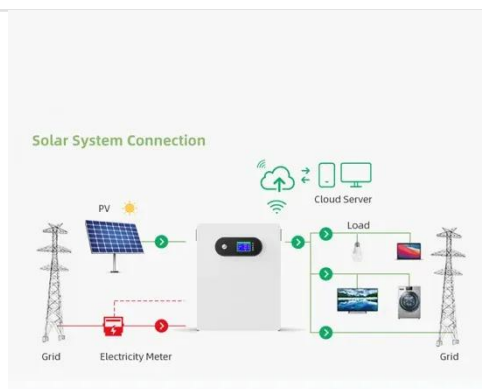 Solar System Connection
Cloud Server
PV
Load
Grid
Electricity Meter
Grid